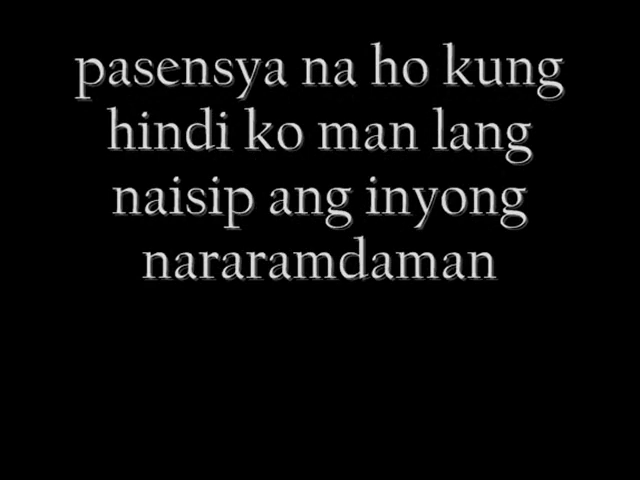 pasensya na ho kung
hindi ko man lang
naisip ang inyong
nararamdaman